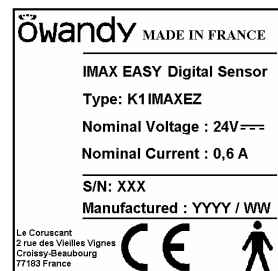 öwandy MADE IN FRANCE
IMAX EASY Digital Sensor
Type: K1IMAXEZ
Nominal Voltage : 24V
Nominal Current : 0,6 A
S/N: XXX
Manufactured : YYYY / WW
Le Coruscant
2 rue des Vieilles Vignes
Croissy-Beaubourg
77183 France
CE